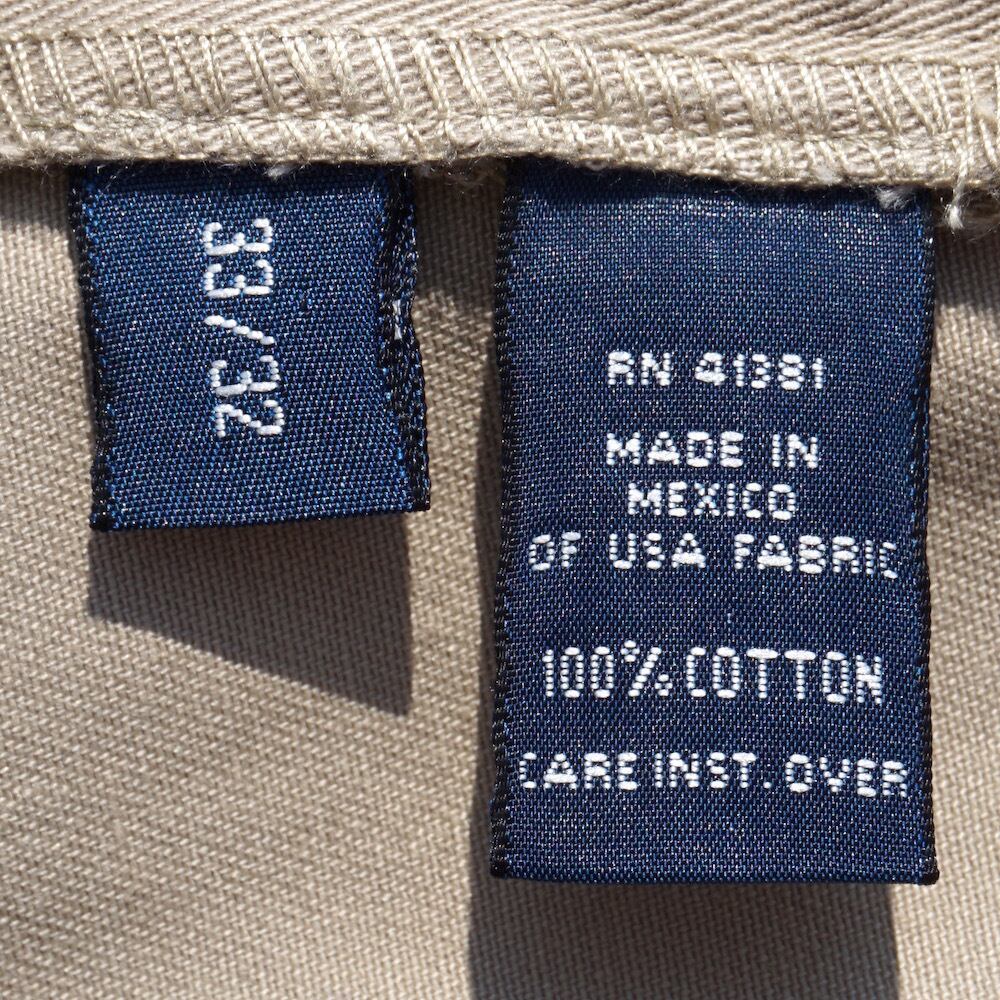 33/32
RN 41381
MADE IN
MEXICO
OF USA FABRIC
100% COTTON
CARE INST. OVER